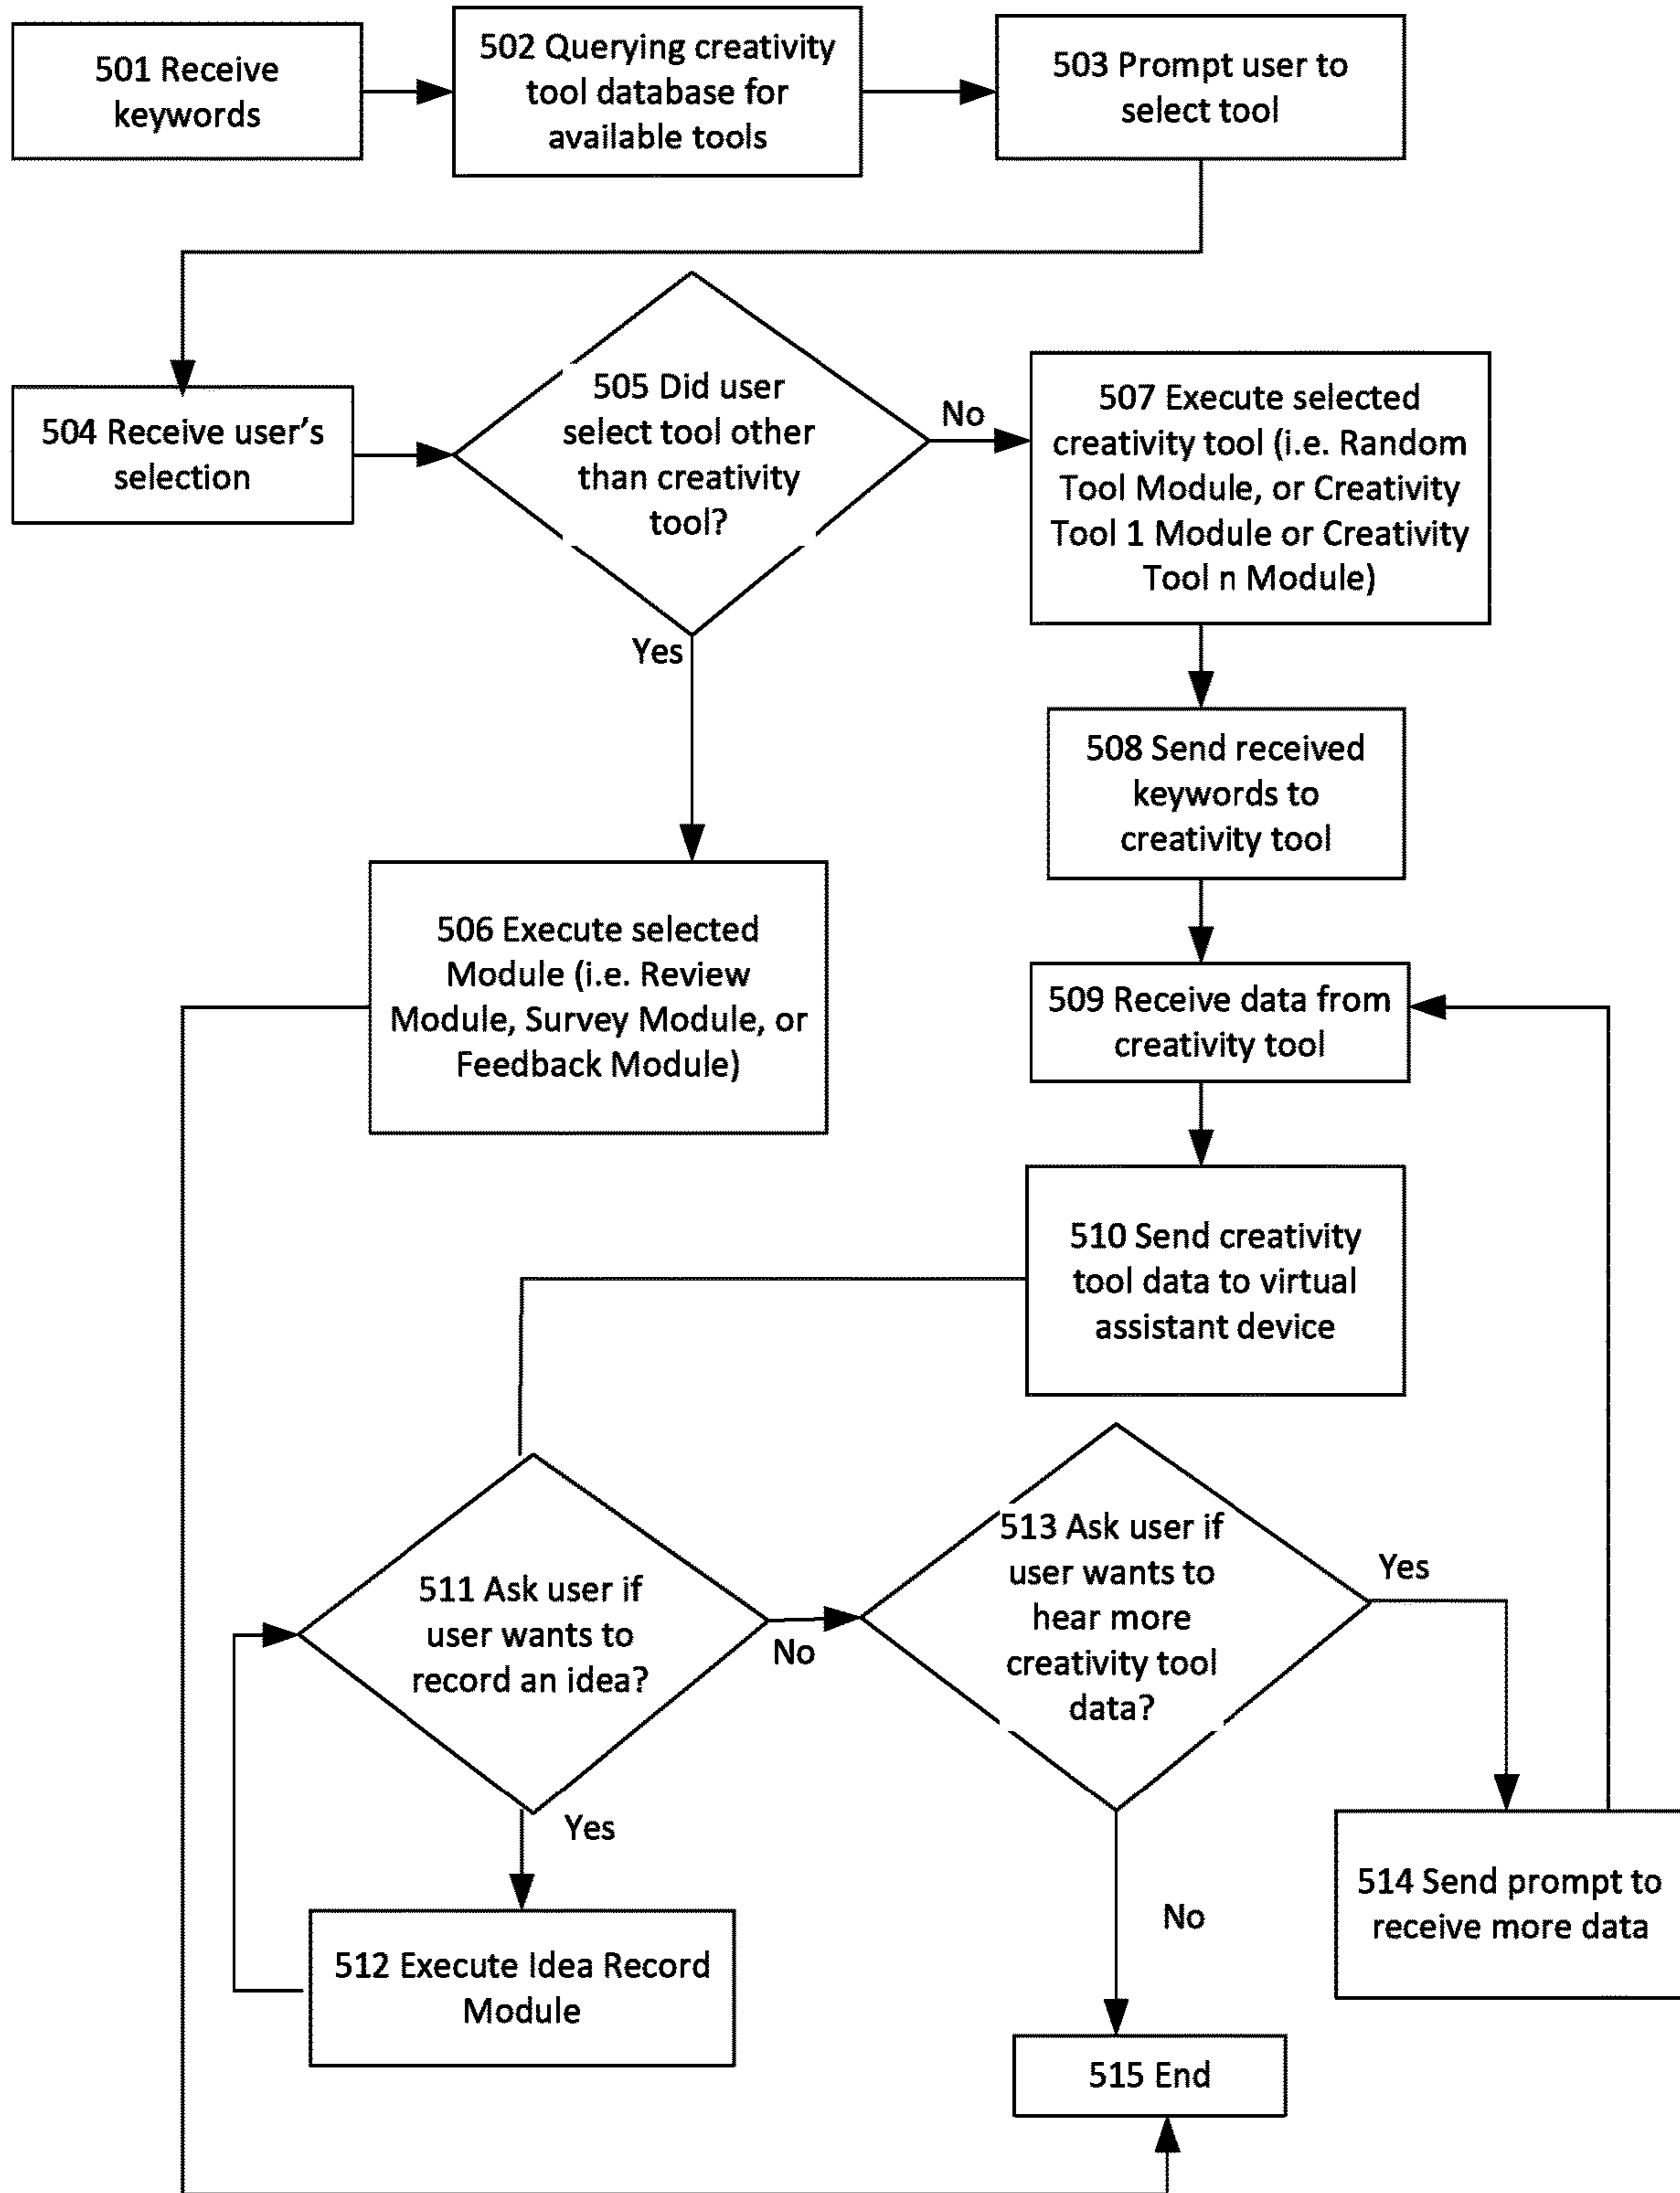 501 Receive
keywords
502 Querying creativity
tool database for
available tools
503 Prompt user to
select tool
504 Receive user's
selection
505 Did user
select tool other
than creativity
tool?
No
Yes
507 Execute selected
creativity tool (i.e. Random
Tool Module, or Creativity
Tool 1 Module or Creativity
Tool n Module)
508 Send received
keywords to
creativity tool
506 Execute selected
Module (i.e. Review
Module, Survey Module, or
Feedback Module)
509 Receive data from
creativity tool
510 Send creativity
tool data to virtual
assistant device
511 Ask user if
user wants to
record an idea?
No
Yes
513 Ask user if
user wants to
hear more
creativity tool
data?
Yes
No
512 Execute Idea Record
Module
514 Send prompt to
receive more data
515 End